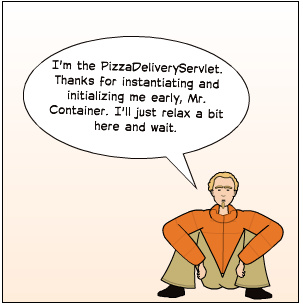 I'm the PizzaDeliveryServlet.
Thanks for instantiating and
initializing me early, Mr.
Container. I'll just relax a bit
here and wait.